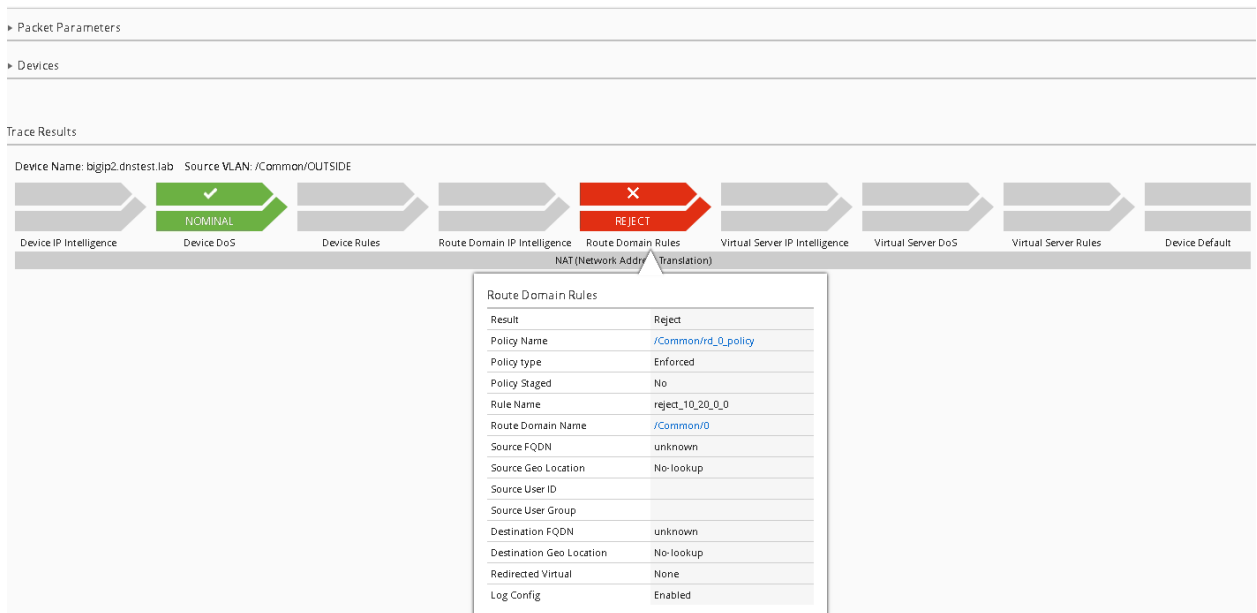 Packet Parameters
Devices
Trace Results
Device Name: bigip2.dnstest.lab Source VLAN: /Common/OUTSIDE
NOMINAL REJECT
Device IP Intelligence Device DoS Device Rules Route Domain IP Intelligence Route Domain Rules Virtual Server IP Intelligence Virtual Server DoS Virtual Server Rules Device Default
NAT (Network Addre Translation)
Route Domain Rules
Result Reject
Policy Name /Common/rd_0_policy
Policy type Enforced
Policy Staged No
Rule Name reject_10_20_0_0
Route Domain Name /Common/0
Source FQDN unknown
Source Geo Location No-lookup
Source User ID
Source User Group
Destination FQDN unknown
Destination Geo Location No-lookup
Redirected Virtual None
Log Config Enabled